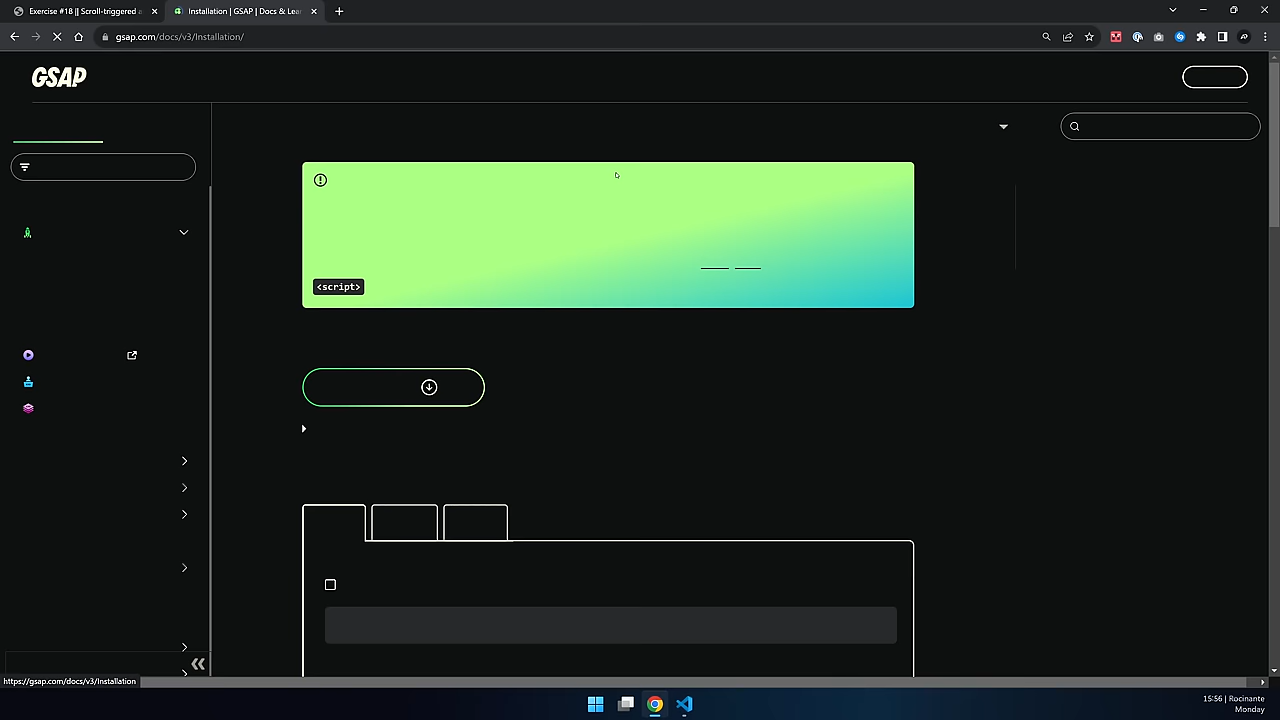 Exercise #18 || Scroll-triggered a
Installation | GSAP | Docs & Lea
gsap.com/docs/v3/Installation/
GSAP
<script>
https://gsap.com/docs/v3/Installation
15:56 | Rocinante
Monday